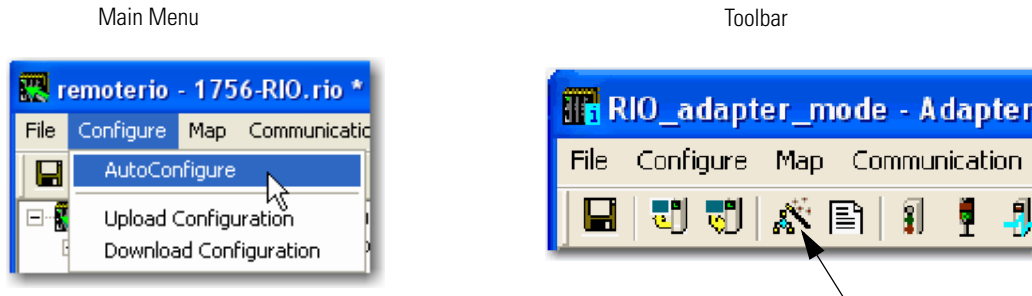 Main Menu
Toolbar
remoterio - 1756-RIO.rio *
File Configure Map Communicatio
AutoConfigure
Upload Configuration
Download Configuration
RIO_adapter_mode - Adapter
File Configure Map Communication